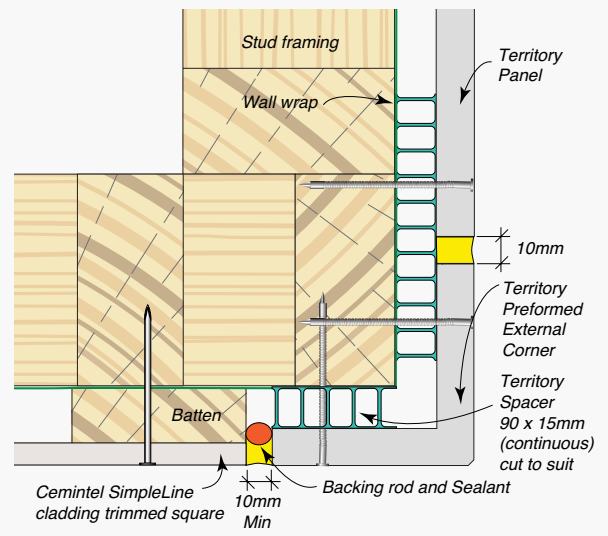 Stud framing
Territory
Panel
Wall wrap
10mm
Territory
Preformed
External
Corner
Territory
Spacer
90 x 15mm
(continuous)
cut to suit
Batten
Cemintel SimpleLine
cladding trimmed square
10mm
Min
Backing rod and Sealant